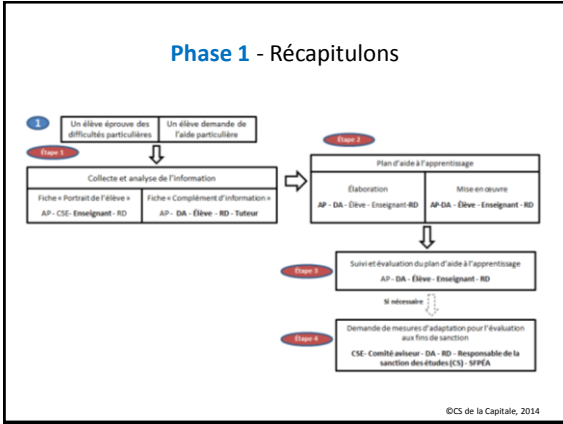 Phase 1 - Récapitulons
1
Un élève éprouve des
difficultés particulières
Un élève demande de
l'aide particulière
Étape 1
Collecte et analyse de l'information
Fiche « Portrait de l'élève »
AP - CSE- Enseignant - RD
Fiche « Complément d'information »
AP - DA - Élève - RD - Tuteur
Étape 2
Plan d'aide à l'apprentissage
Élaboration
AP - DA - Élève - Enseignant-RD
Mise en œuvre
AP-DA - Élève - Enseignant - RD
Étape 3
Suivi et évaluation du plan d'aide à l'apprentissage
AP - DA - Élève - Enseignant - RD
Si nécessaire
Étape 4
Demande de mesures d'adaptation pour l'évaluation
aux fins de sanction
CSE- Comité aviseur - DA - RD - Responsable de la
sanction des études (CS) - SFPÉA
©CS de la Capitale, 2014